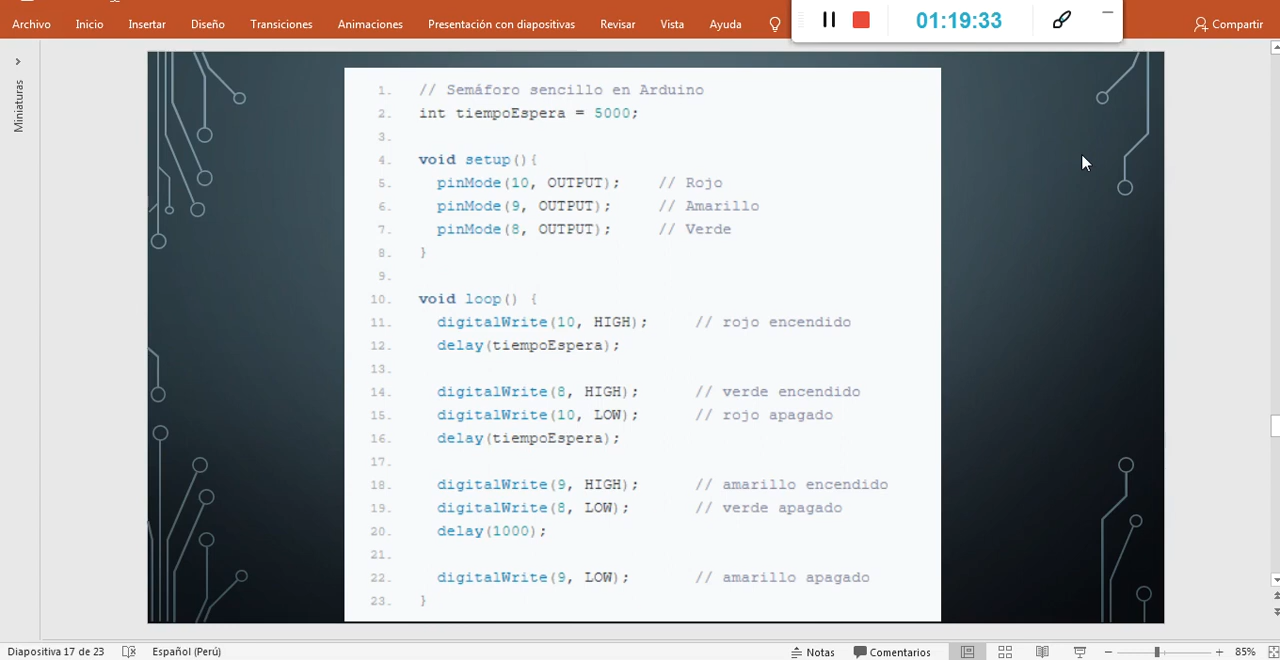 Archivo Inicio Insertar Diseño Transiciones Animaciones Presentación con diapositivas Revisar Vista Ayuda 01:19:33 Compartir
Miniaturas
1. // Semáforo sencillo en Arduino
2. int tiempoEspera = 5000;
3.
4. void setup(){
5. pinMode(10, OUTPUT); // Rojo
6. pinMode(9, OUTPUT); // Amarillo
7. pinMode(8, OUTPUT); // Verde
8. }
9.
10. void loop() {
11. digitalWrite(10, HIGH); // rojo encendido
12. delay(tiempoEspera);
13.
14. digitalWrite(8, HIGH); // verde encendido
15. digitalWrite(10, LOW); // rojo apagado
16. delay(tiempoEspera);
17.
18. digitalWrite(9, HIGH); // amarillo encendido
19. digitalWrite(8, LOW); // verde apagado
20. delay(1000);
21.
22. digitalWrite(9, LOW); // amarillo apagado
23. }
Diapositiva 17 de 23 Español (Perú) Notas Comentarios 85%